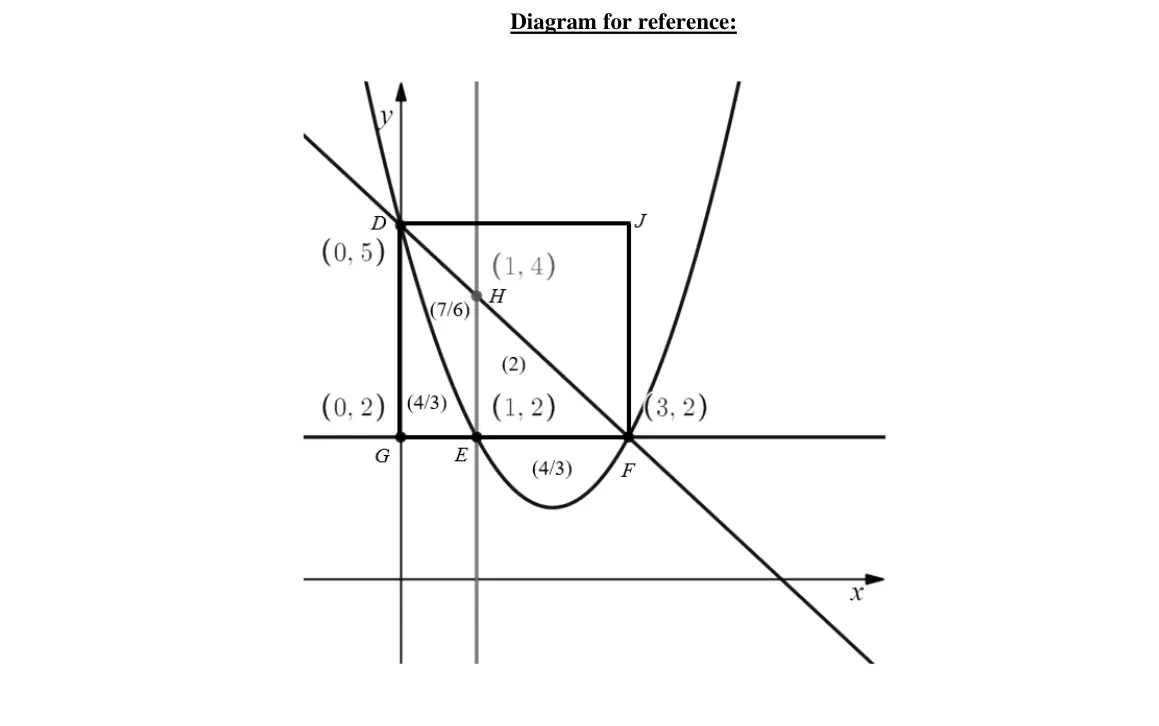 Diagram for reference:
y
D
J
(0, 5)
(1, 4)
H
(7/6)
(2)
(0, 2)
(4/3)
(1, 2)
(3, 2)
G
E
(4/3)
F
x